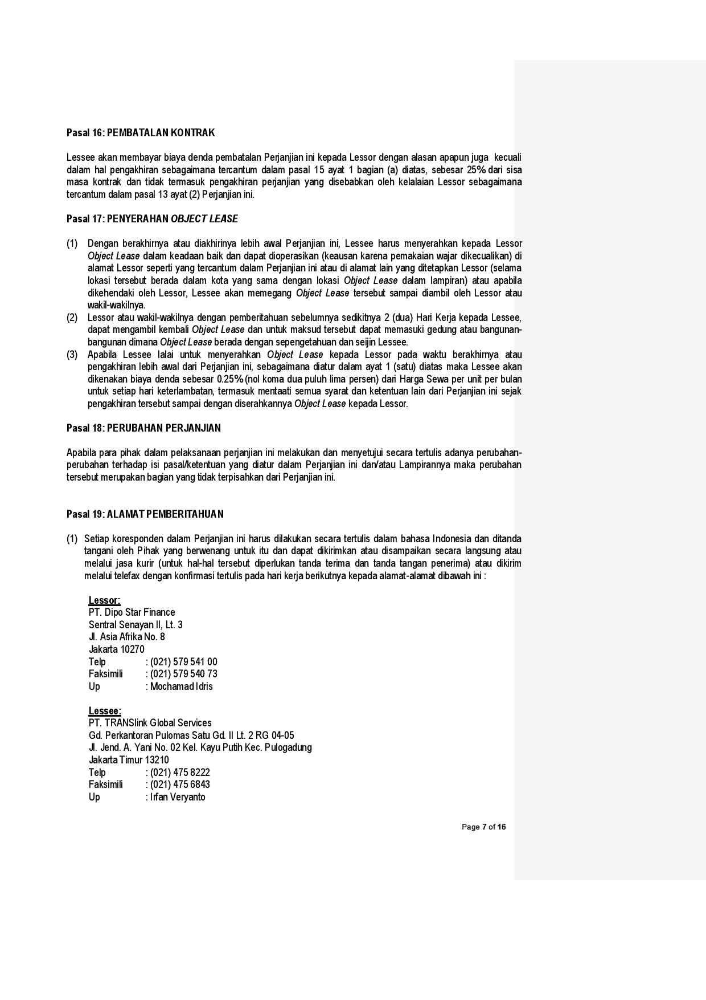 Pasal 16: PEMBATALAN KONTRAK
Lessee akan membayar biaya denda pembatalan Perjanjian ini kepada Lessor dengan alasan apapun juga kecuali
dalam hal pengakhiran sebagaimana tercantum dalam pasal 15 ayat 1 bagian (a) diatas, sebesar 25% dari sisa
masa kontrak dan tidak termasuk pengakhiran perjanjian yang disebabkan oleh kelalaian Lessor sebagaimana
tercantum dalam pasal 13 ayat (2) Perjanjian ini.
Pasal 17: PENYERAHAN OBJECT LEASE
(1) Dengan berakhirnya atau diakhirinya lebih awal Perjanjian ini, Lessee harus menyerahkan kepada Lessor
Object Lease dalam keadaan baik dan dapat dioperasikan (keausan karena pemakaian wajar dikecualikan) di
alamat Lessor seperti yang tercantum dalam Perjanjian ini atau di alamat lain yang ditetapkan Lessor (selama
lokasi tersebut berada dalam kota yang sama dengan lokasi Object Lease dalam lampiran) atau apabila
dikehendaki oleh Lessor, Lessee akan memegang Object Lease tersebut sampai diambil oleh Lessor atau
wakil-wakilnya.
(2) Lessor atau wakil-wakilnya dengan pemberitahuan sebelumnya sedikitnya 2 (dua) Hari Kerja kepada Lessee,
dapat mengambil kembali Object Lease dan untuk maksud tersebut dapat memasuki gedung atau bangunan-
bangunan dimana Object Lease berada dengan sepengetahuan dan seijin Lessee.
(3) Apabila Lessee lalai untuk menyerahkan Object Lease kepada Lessor pada waktu berakhirnya atau
pengakhiran lebih awal dari Perjanjian ini, sebagaimana diatur dalam ayat 1 (satu) diatas maka Lessee akan
dikenakan biaya denda sebesar 0.25% (nol koma dua puluh lima persen) dari Harga Sewa per unit per bulan
untuk setiap hari keterlambatan, termasuk mentaati semua syarat dan ketentuan lain dari Perjanjian ini sejak
pengakhiran tersebut sampai dengan diserahkannya Object Lease kepada Lessor.
Pasal 18: PERUBAHAN PERJANJIAN
Apabila para pihak dalam pelaksanaan perjanjian ini melakukan dan menyetujui secara tertulis adanya perubahan-
perubahan terhadap isi pasal/ketentuan yang diatur dalam Perjanjian ini dan/atau Lampirannya maka perubahan
tersebut merupakan bagian yang tidak terpisahkan dari Perjanjian ini.
Pasal 19: ALAMAT PEMBERITAHUAN
(1) Setiap koresponden dalam Perjanjian ini harus dilakukan secara tertulis dalam bahasa Indonesia dan ditanda
tangani oleh Pihak yang berwenang untuk itu dan dapat dikirimkan atau disampaikan secara langsung atau
melalui jasa kurir (untuk hal-hal tersebut diperlukan tanda terima dan tanda tangan penerima) atau dikirim
melalui telefax dengan konfirmasi tertulis pada hari kerja berikutnya kepada alamat-alamat dibawah ini :
Lessor:
PT. Dipo Star Finance
Sentral Senayan II, Lt. 3
Jl. Asia Afrika No. 8
Jakarta 10270
Telp : (021) 579 541 00
Faksimili : (021) 579 540 73
Up : Mochamad Idris
Lessee:
PT. TRANSlink Global Services
Gd. Perkantoran Pulomas Satu Gd. II Lt. 2 RG 04-05
Jl. Jend. A. Yani No. 02 Kel. Kayu Putih Kec. Pulogadung
Jakarta Timur 13210
Telp : (021) 475 8222
Faksimili : (021) 475 6843
Up : Irfan Veryanto
Page 7 of 16